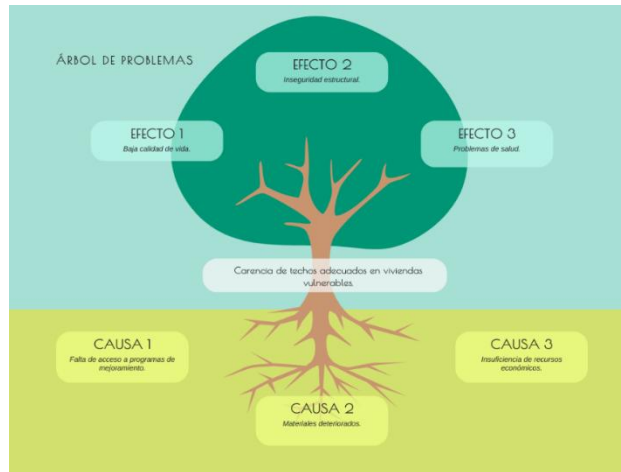 ÁRBOL DE PROBLEMAS
EFECTO 2
Inseguridad estructural.
EFECTO 1
Baja calidad de vida.
EFECTO 3
Problemas de salud.
Carencia de techos adecuados en viviendas
vulnerables.
CAUSA 1
Falta de acceso a programas de
mejoramiento.
CAUSA 3
Insuficiencia de recursos
económicos.
CAUSA 2
Materiales deteriorados.